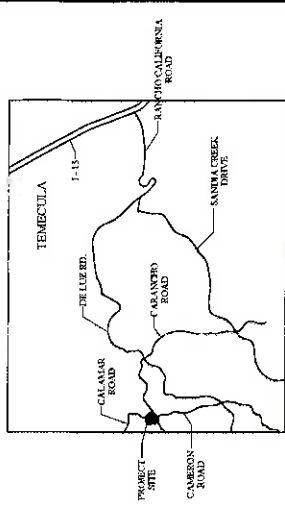 TEMECULA
I-15
RANCHO CALIFORNIA
ROAD
DE LUZ RD.
SANDIA CREEK
DRIVE
CARANCHO
ROAD
CALAMAR
ROAD
PROJECT
SITE
CAMERON
ROAD